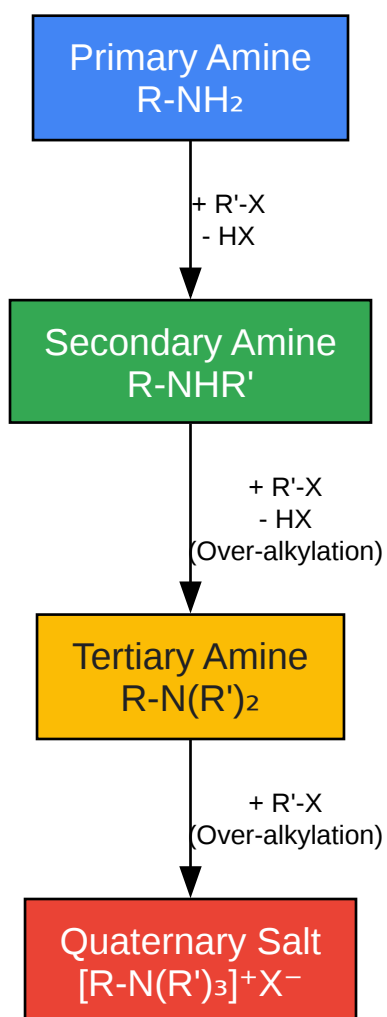 Primary Amine
R-NH₂
+ R'-X
- HX
Secondary Amine
R-NHR'
+ R'-X
- HX
(Over-alkylation)
Tertiary Amine
R-N(R')₂
+ R'-X
(Over-alkylation)
Quaternary Salt
[R-N(R')₃]⁺X⁻